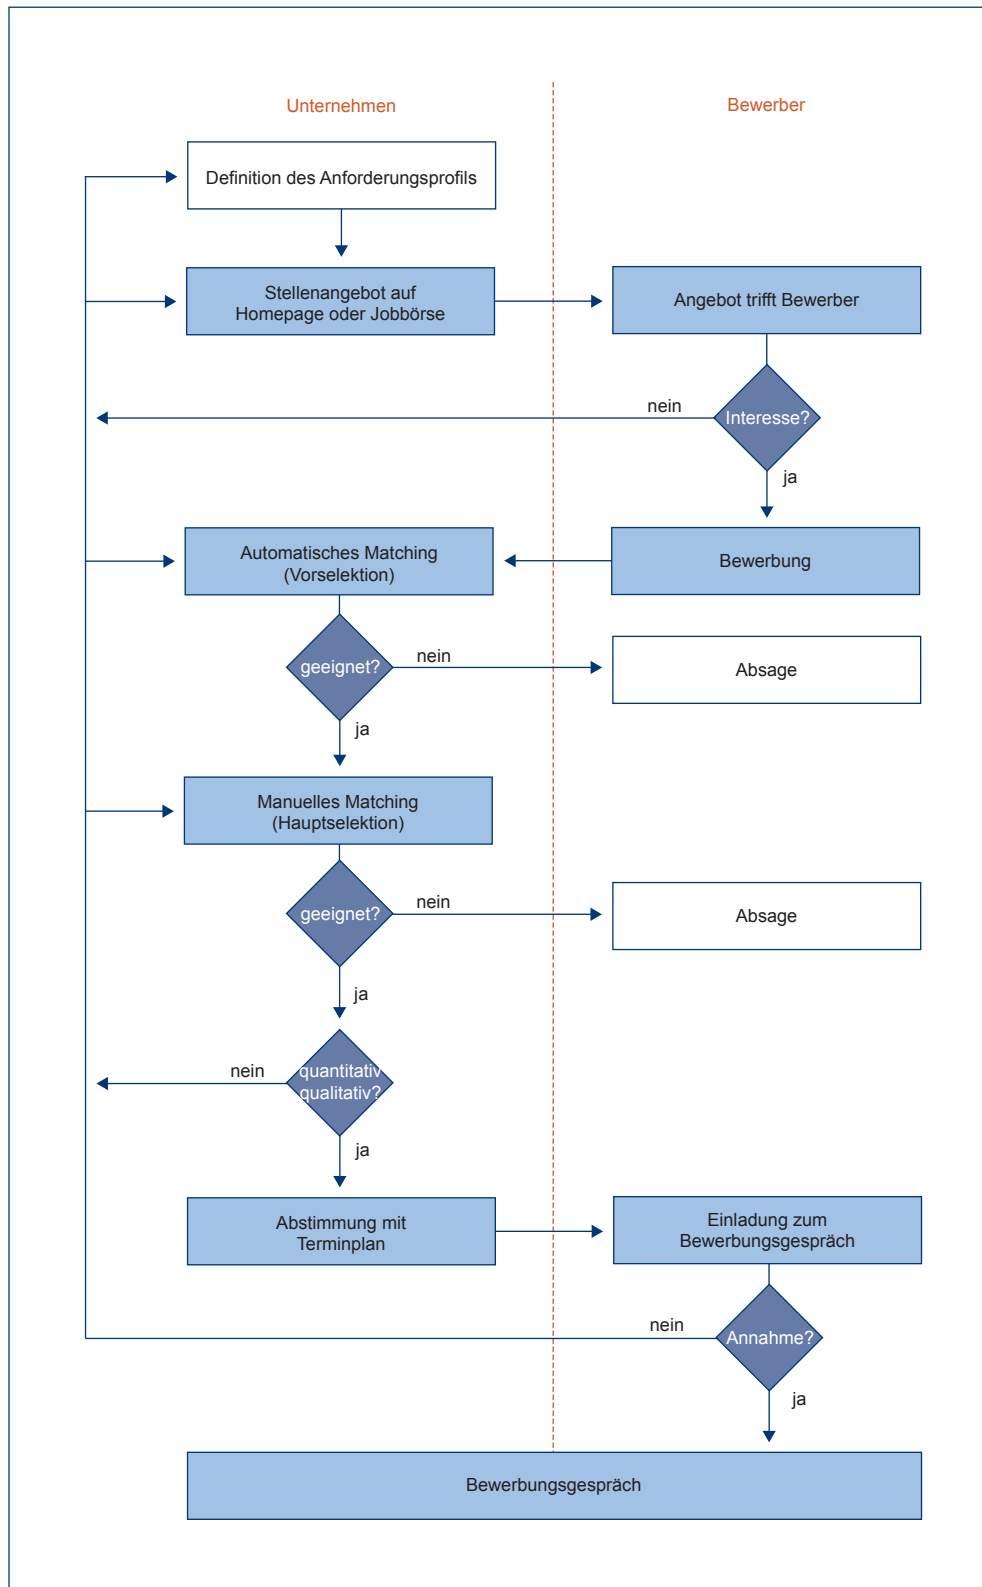 Unternehmen
Bewerber
Definition des Anforderungsprofils
Stellenangebot auf
Homepage oder Jobbörse
Angebot trifft Bewerber
nein
Interesse?
ja
Automatisches Matching
(Vorselektion)
Bewerbung
geeignet?
nein
Absage
ja
Manuelles Matching
(Hauptselektion)
geeignet?
nein
Absage
ja
nein
quantitativ
qualitativ?
ja
Abstimmung mit
Terminplan
Einladung zum
Bewerbungsgespräch
nein
Annahme?
ja
Bewerbungsgespräch